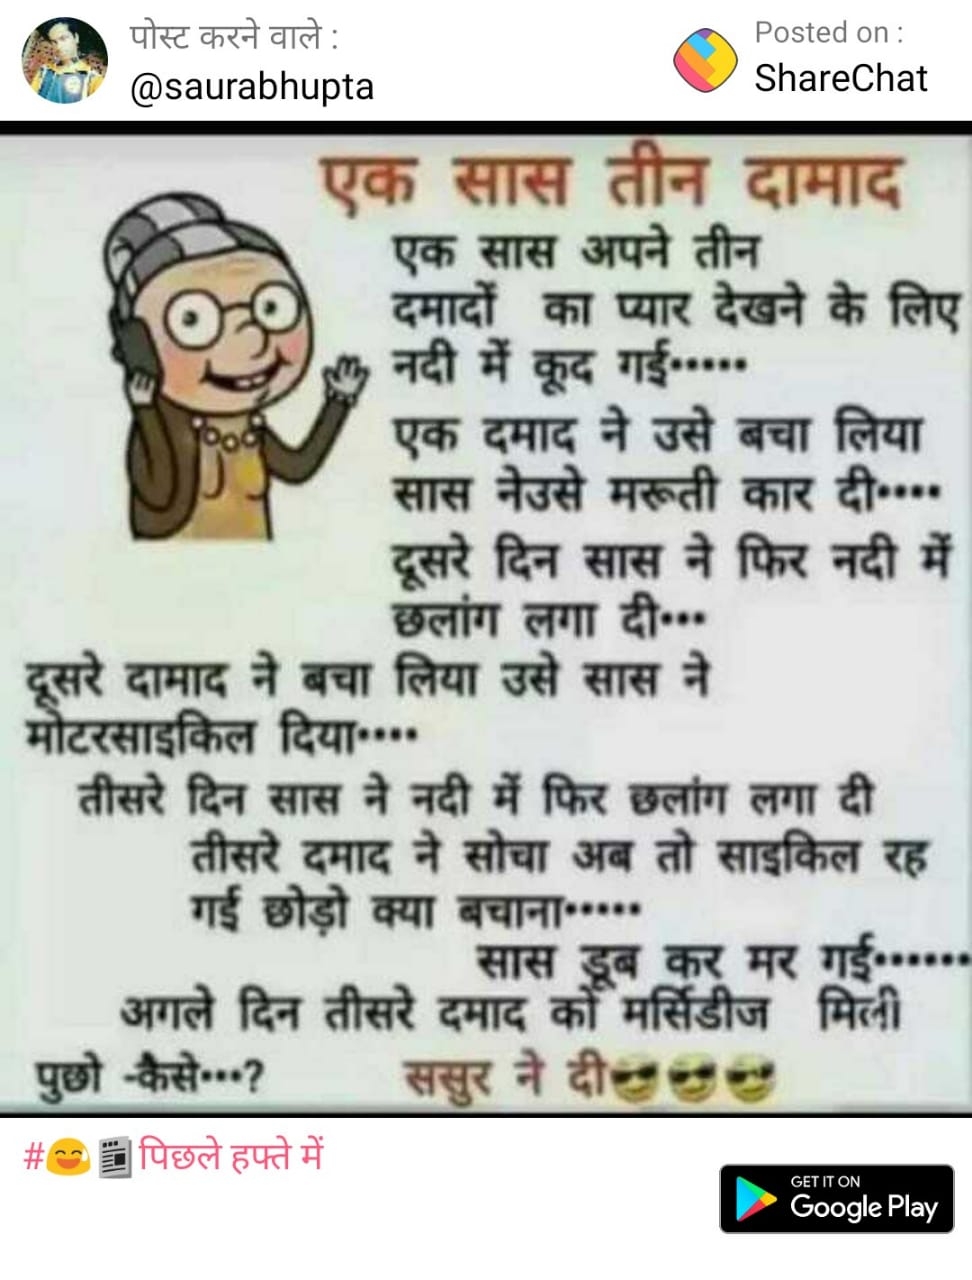 पोस्ट करने वाले :
@saurabhupta
Posted on :
ShareChat
एक सास तीन दामाद
एक सास अपने तीन
दमादों का प्यार देखने के लिए
नदी में कूद गई.....
एक दमाद ने उसे बचा लिया
सास नेउसे मरूती कार दी....
दूसरे दिन सास ने फिर नदी में
छलांग लगा दी...
दूसरे दामाद ने बचा लिया उसे सास ने
मोटरसाइकिल दिया....
तीसरे दिन सास ने नदी में फिर छलांग लगा दी
तीसरे दमाद ने सोचा अब तो साइकिल रह
गई छोड़ो क्या बचाना.....
सास डूब कर मर गई......
अगले दिन तीसरे दमाद को मर्सिडीज मिली
पुछो -कैसे...? ससुर ने दी😎😎😎
#😅📰पिछले हफ्ते में
GET IT ON
Google Play